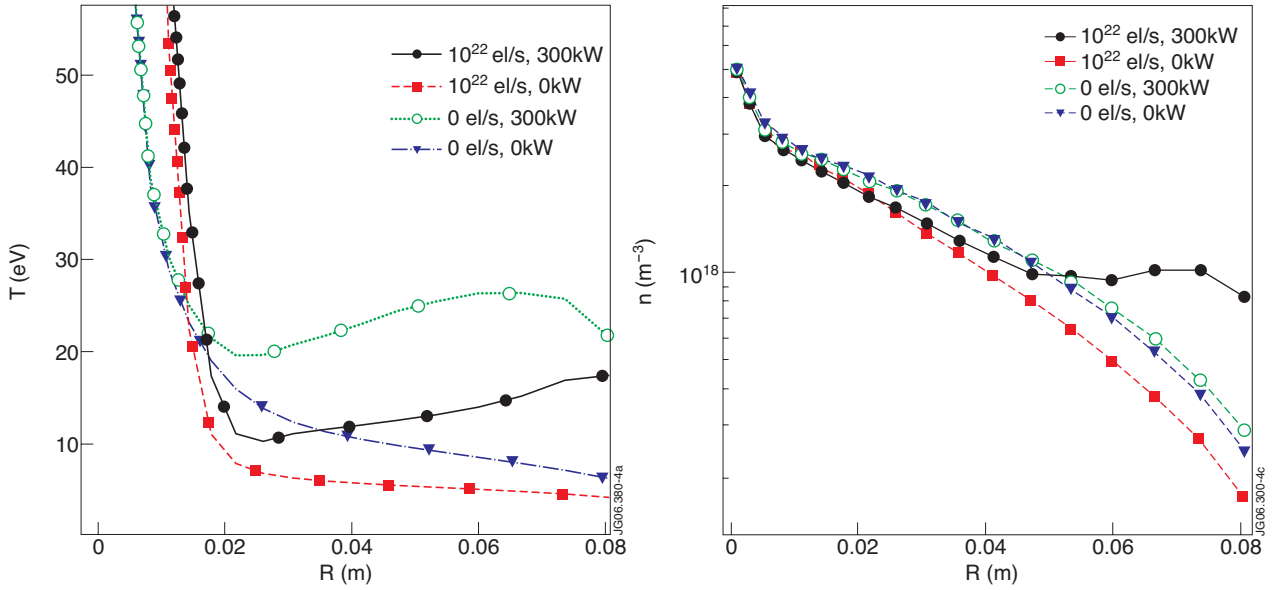 10²² el/s, 300kW
10²² el/s, 0kW
0 el/s, 300kW
0 el/s, 0kW
50
40
30
20
10
T (eV)
0
0.02
0.04
0.06
0.08
R (m)
JG06.380-4a
10²² el/s, 300kW
10²² el/s, 0kW
0 el/s, 300kW
0 el/s, 0kW
10¹⁸
n (m⁻³)
0
0.02
0.04
0.06
0.08
R (m)
JG06.300-4c